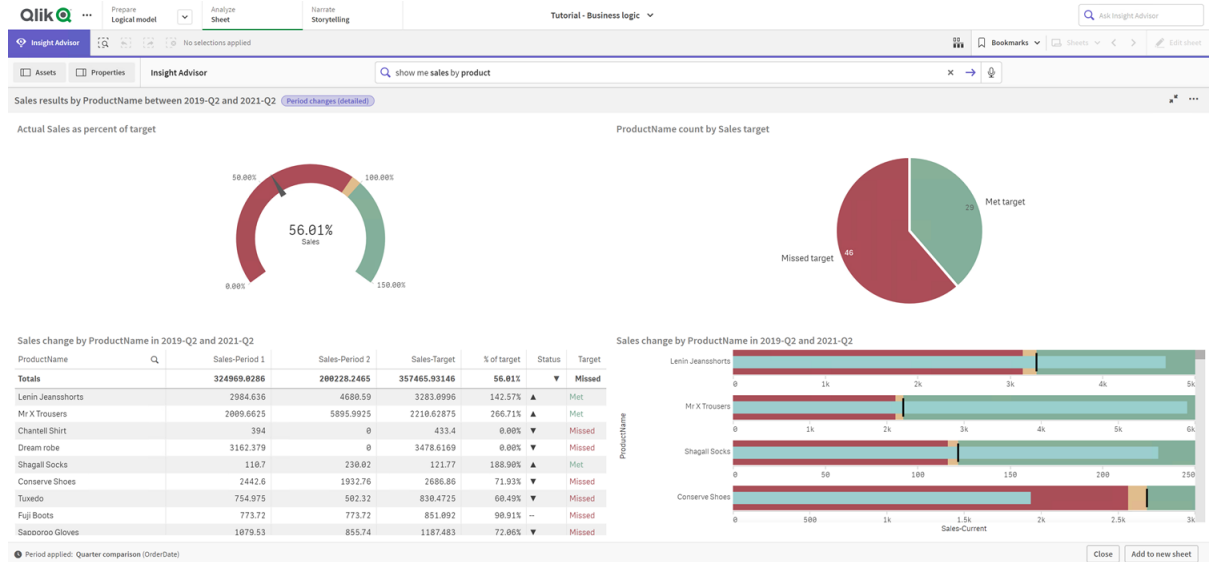 Qlik
Prepare
Logical model
Analyze
Sheet
Narrate
Storytelling
Tutorial - Business logic
Ask Insight Advisor
Insight Advisor
No selections applied
Bookmarks
Sheets
Edit sheet
Assets
Properties
Insight Advisor
show me sales by product
Sales results by ProductName between 2019-Q2 and 2021-Q2 Period changes (detailed)
Actual Sales as percent of target
50.00%
100.00%
56.01%
Sales
0.00%
150.00%
ProductName count by Sales target
29
Met target
Missed target
46
Sales change by ProductName in 2019-Q2 and 2021-Q2
ProductName Sales-Period 1 Sales-Period 2 Sales-Target % of target Status Target
Totals 324969.0286 200228.2465 357465.93146 56.01% ▼ Missed
Lenin Jeansshorts 2984.636 4680.59 3283.0996 142.57% ▲ Met
Mr X Trousers 2009.6625 5895.9925 2210.62875 266.71% ▲ Met
Chantell Shirt 394 0 433.4 0.00% ▼ Missed
Dream robe 3162.379 0 3478.6169 0.00% ▼ Missed
Shagall Socks 110.7 230.02 121.77 188.90% ▲ Met
Conserve Shoes 2442.6 1932.76 2686.86 71.93% ▼ Missed
Tuxedo 754.975 502.32 830.4725 60.49% ▼ Missed
Fuji Boots 773.72 773.72 851.092 90.91% -- Missed
Sapporoo Gloves 1079.53 855.74 1187.483 72.06% ▼ Missed
Sales change by ProductName in 2019-Q2 and 2021-Q2
ProductName
Lenin Jeansshorts
0 1k 2k 3k 4k 5k
Mr X Trousers
0 1k 2k 3k 4k 5k 6k
Shagall Socks
0 50 100 150 200 250
Conserve Shoes
0 500 1k 1.5k 2k 2.5k 3k
Sales-Current
Period applied: Quarter comparison (OrderDate)
Close
Add to new sheet